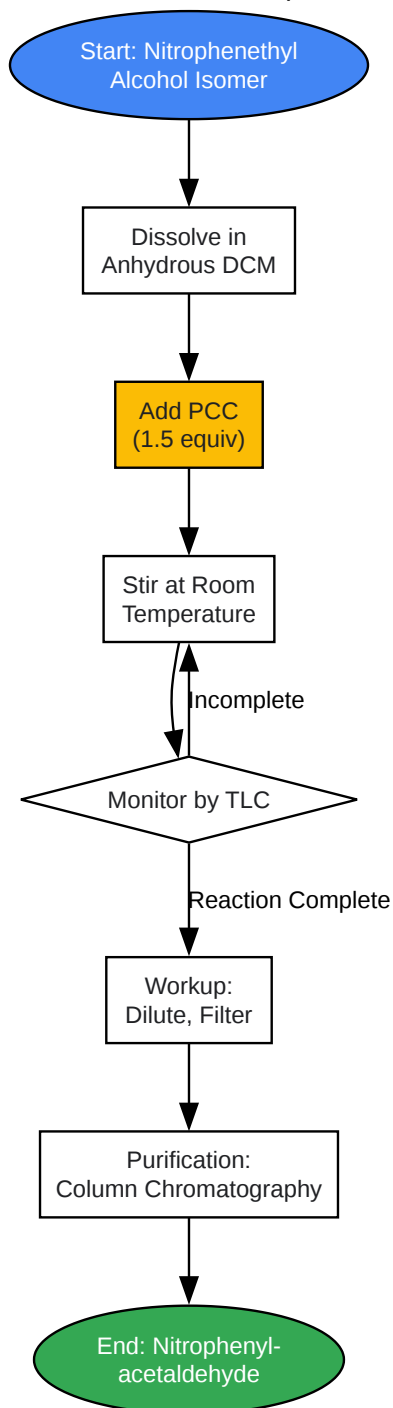 Start: Nitrophenethyl
Alcohol Isomer
Dissolve in
Anhydrous DCM
Add PCC
(1.5 equiv)
Stir at Room
Temperature
Incomplete
Monitor by TLC
Reaction Complete
Workup:
Dilute, Filter
Purification:
Column Chromatography
End: Nitrophenyl-
acetaldehyde